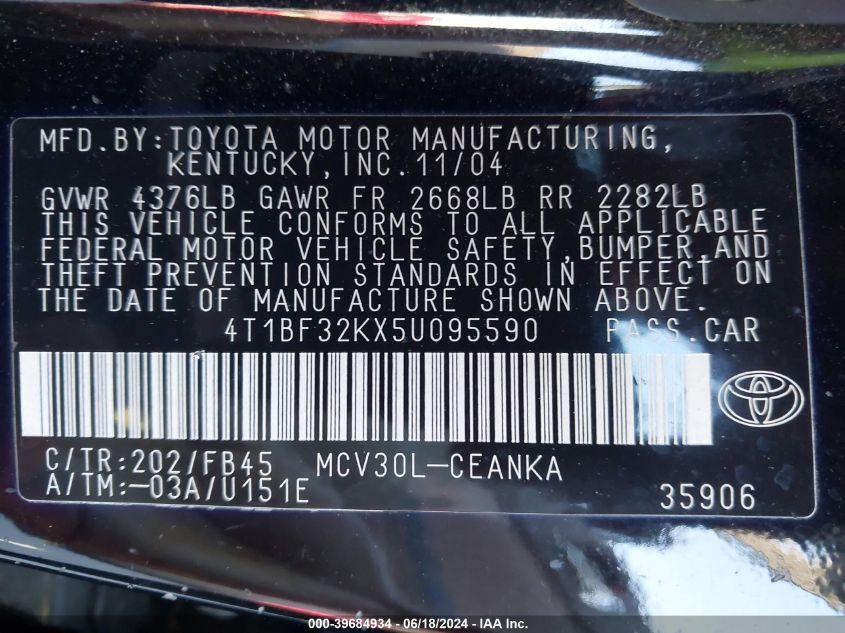 MFD.BY:TOYOTA MOTOR MANUFACTURING,
KENTUCKY,INC.11/04
GVWR 4376LB GAWR FR 2668LB RR 2282LB
THIS VEHICLE CONFORMS TO ALL APPLICABLE
FEDERAL MOTOR VEHICLE SAFETY,BUMPER,AND
THEFT PREVENTION STANDARDS IN EFFECT ON
THE DATE OF MANUFACTURE SHOWN ABOVE.
4T1BF32KX5U095590 PASS.CAR
C/TR:202/FB45 MCV30L-CEANKA
A/TM:-03A/U151E 35906
000-39684934 - 06/18/2024 - IAA Inc.